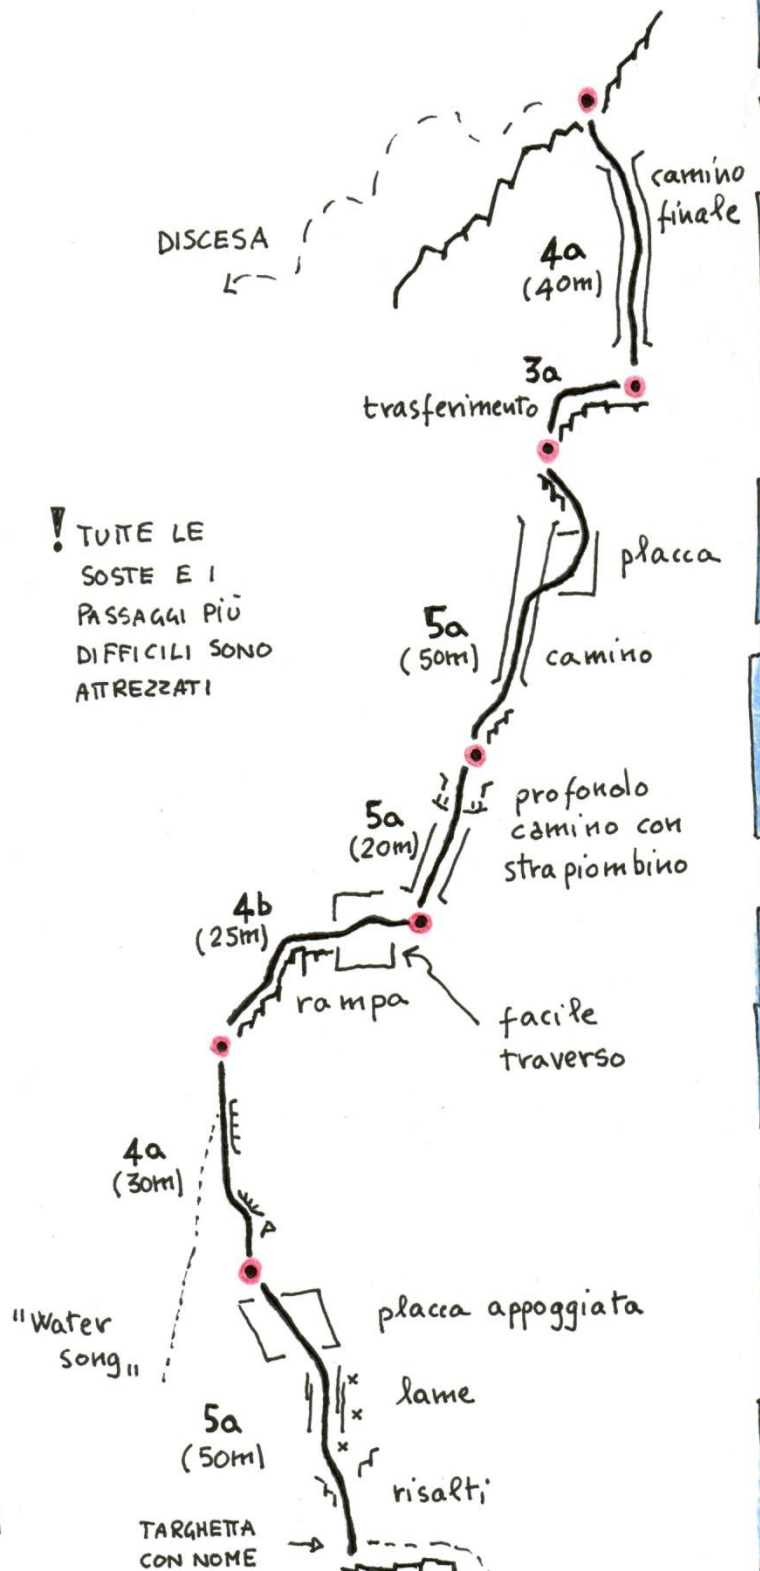 camino
finale
DISCESA
4a
(40m)
3a
trasferimento
! TUTTE LE
SOSTE E I
PASSAGGI PIÙ
DIFFICILI SONO
ATTREZZATI
placca
5a
(50m)
camino
profondo
camino con
strapiombino
5a
(20m)
4b
(25m)
rampa
facile
traverso
4a
(30m)
"Water
song"
placca appoggiata
lame
5a
(50m)
risalti
TARGHETTA
CON NOME